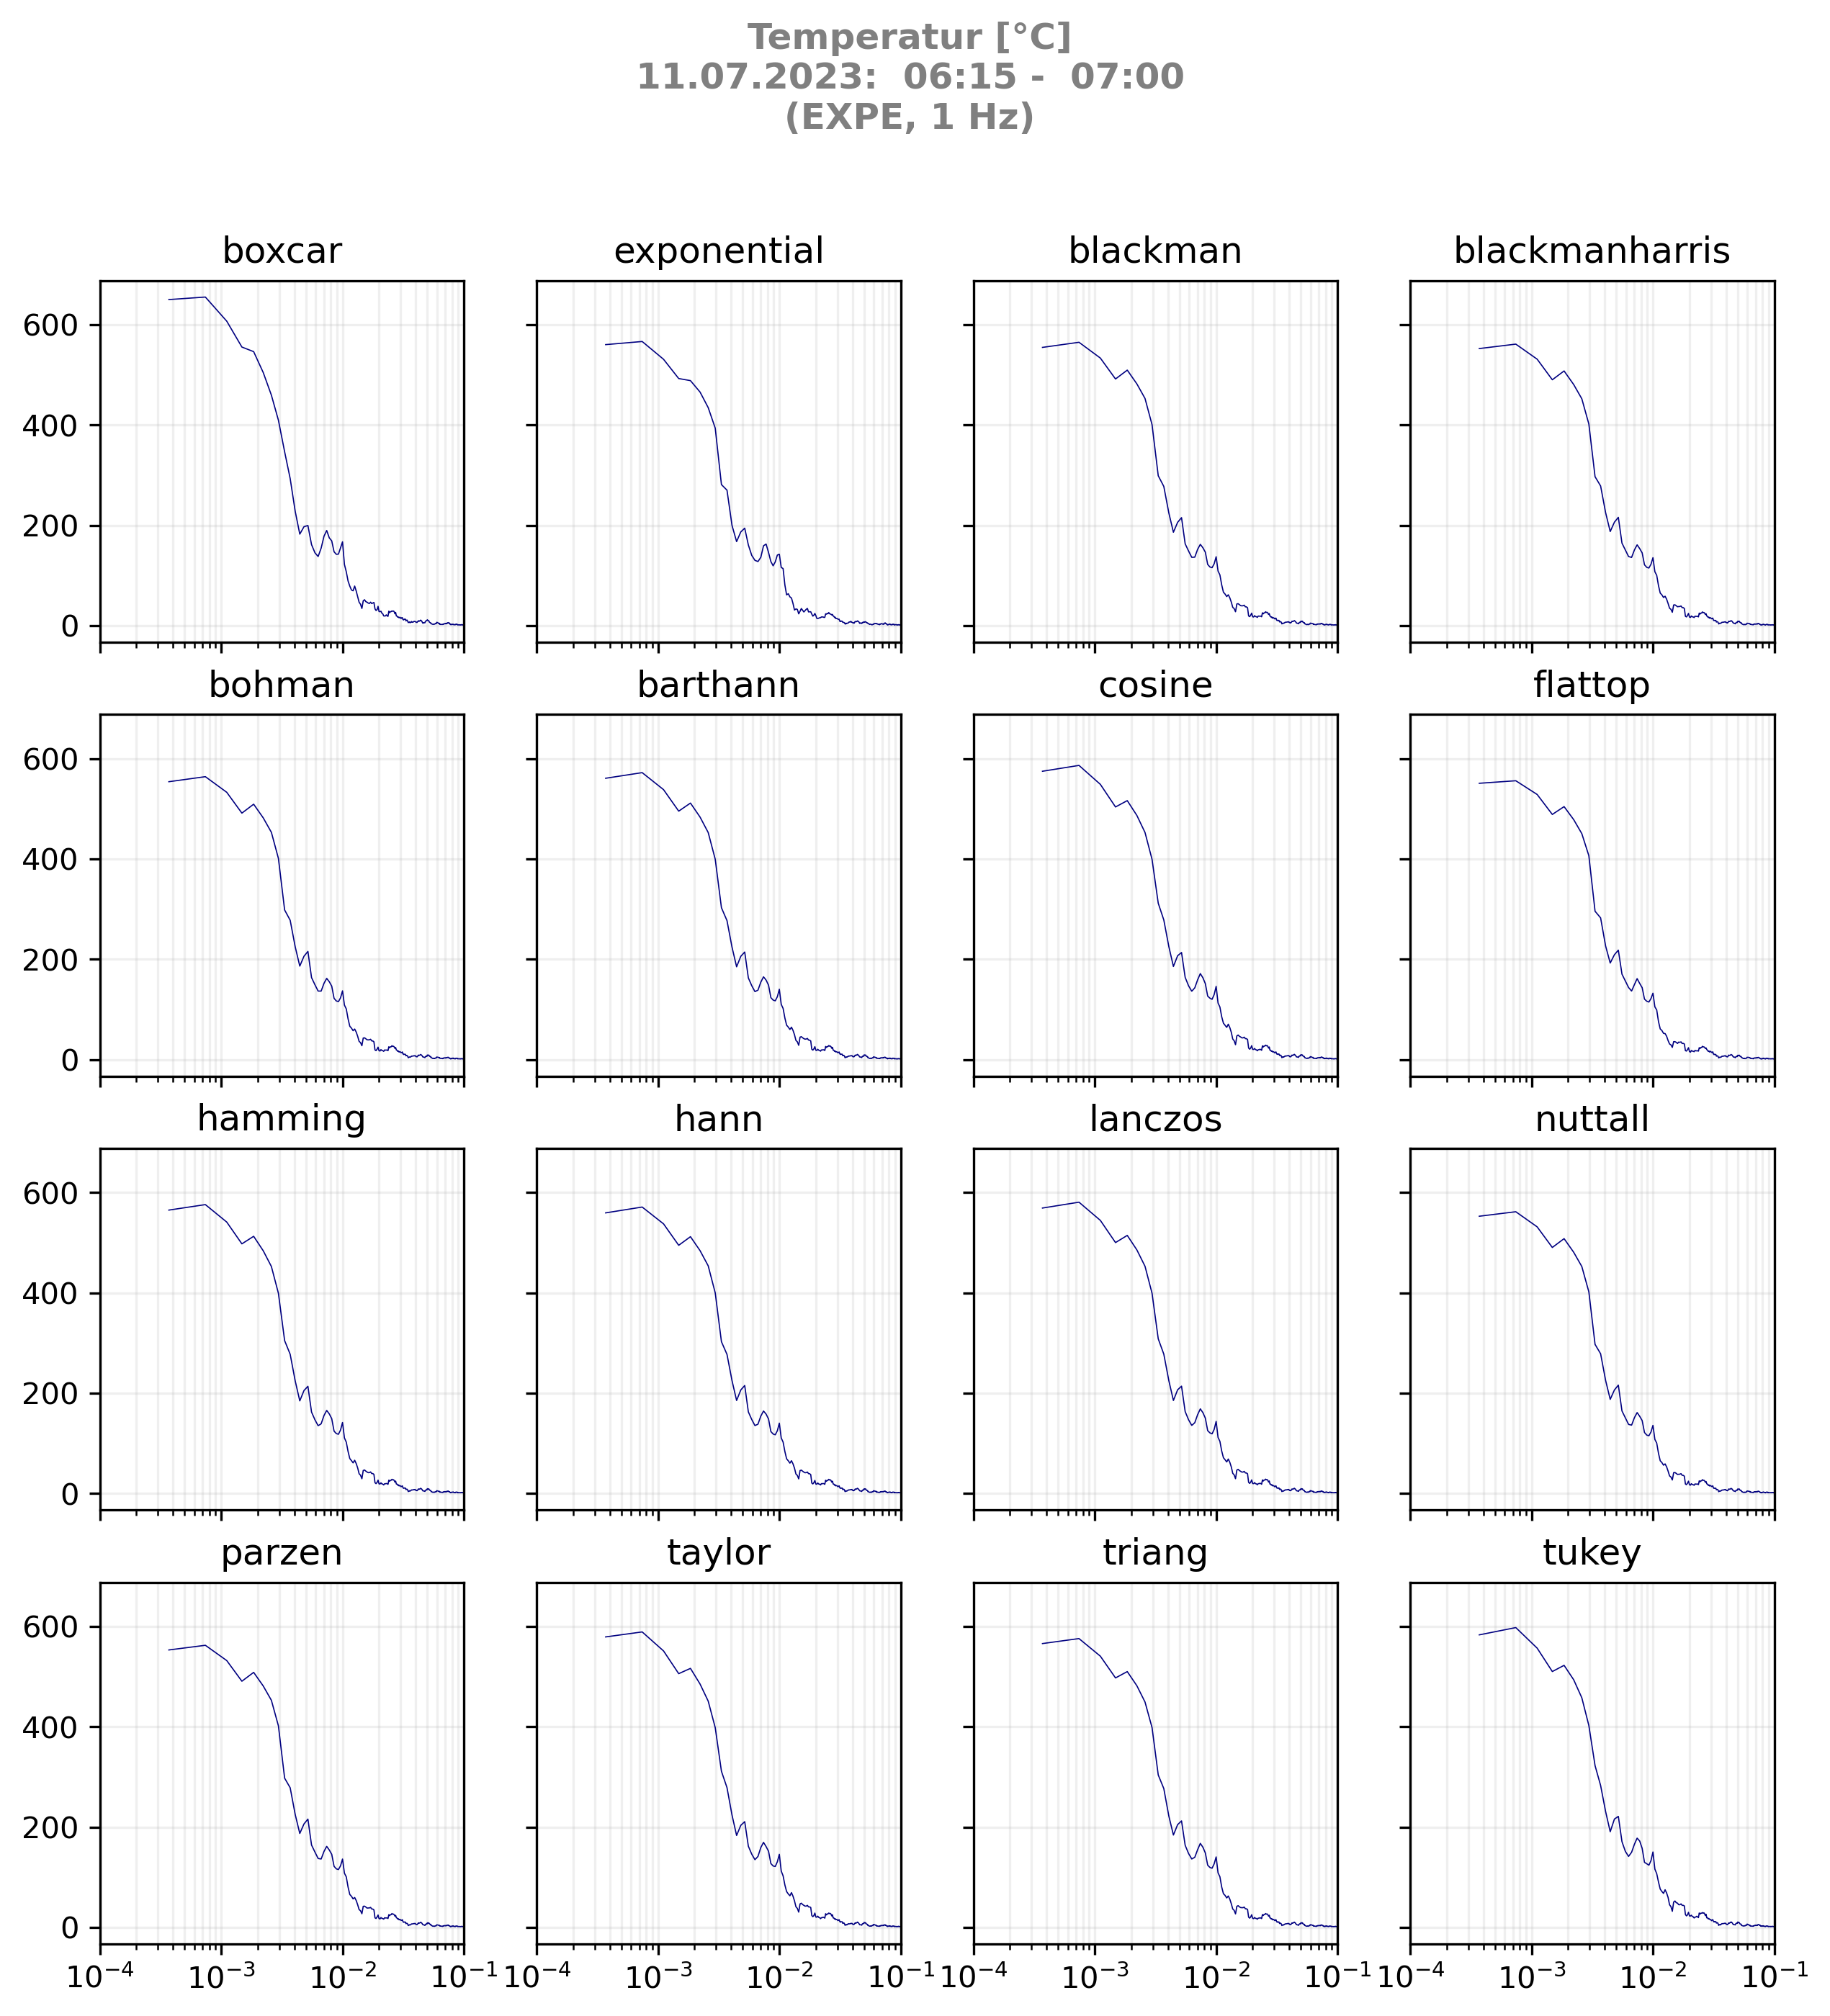 Temperatur [°C]
11.07.2023:  06:15 -  07:00
(EXPE, 1 Hz)
boxcar exponential blackman blackmanharris
600
400
200
0
bohman barthann cosine flattop
600
400
200
0
hamming hann lanczos nuttall
600
400
200
0
parzen taylor triang tukey
600
400
200
0
10⁻⁴ 10⁻³ 10⁻² 10⁻¹ 10⁻⁴ 10⁻³ 10⁻² 10⁻¹ 10⁻⁴ 10⁻³ 10⁻² 10⁻¹ 10⁻⁴ 10⁻³ 10⁻² 10⁻¹